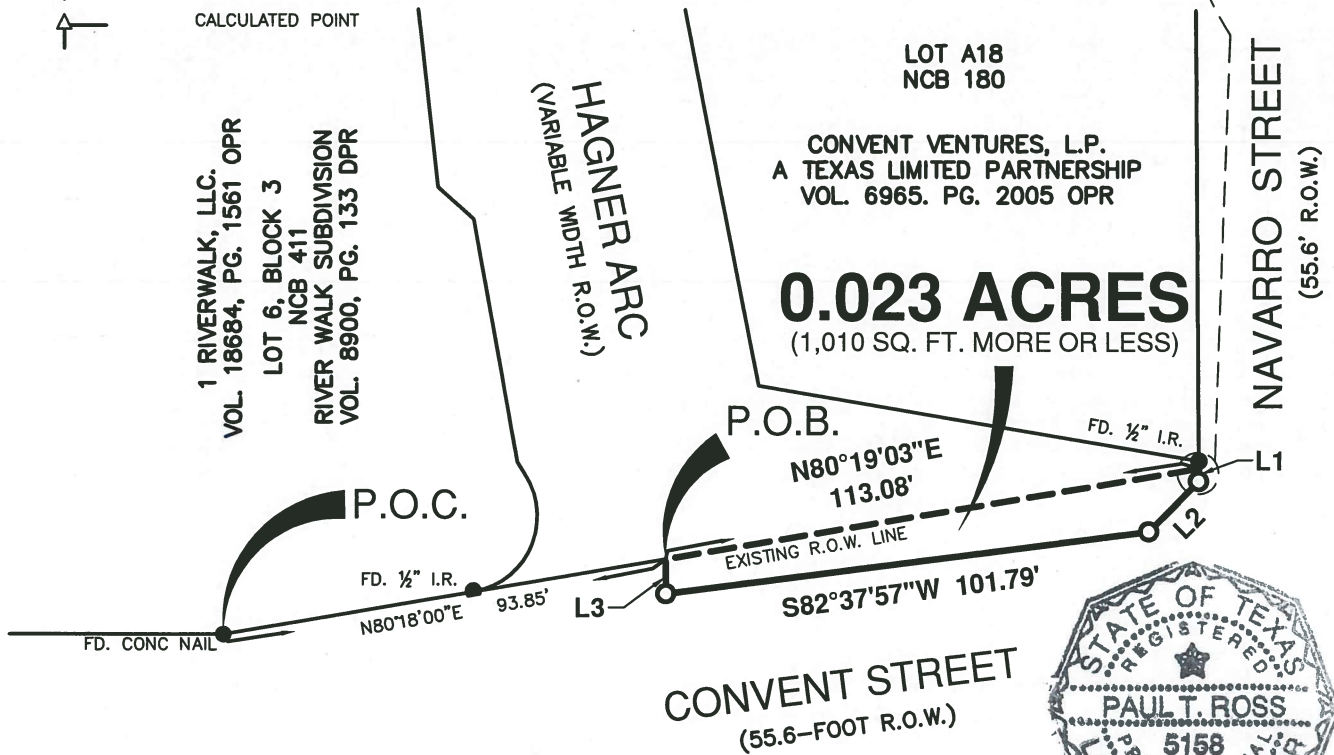 CALCULATED POINT
1 RIVERWALK, LLC.
VOL. 18684, PG. 1561 OPR
LOT 6, BLOCK 3
NCB 411
RIVER WALK SUBDIVISION
VOL. 8900, PG. 133 DPR
HAGNER ARC
(VARIABLE WIDTH R.O.W.)
LOT A18
NCB 180
CONVENT VENTURES, L.P.
A TEXAS LIMITED PARTNERSHIP
VOL. 6965. PG. 2005 OPR
NAVARRO STREET
(55.6' R.O.W.)
0.023 ACRES
(1,010 SQ. FT. MORE OR LESS)
P.O.B.
N80°19'03"E
113.08'
FD. ½" I.R.
L1
L2
P.O.C.
EXISTING R.O.W. LINE
FD. ½" I.R.
N80°18'00"E 93.85'
L3
S82°37'57"W 101.79'
FD. CONC NAIL
CONVENT STREET
(55.6-FOOT R.O.W.)
STATE OF TEXAS
REGISTERED
PAUL T. ROSS
5158